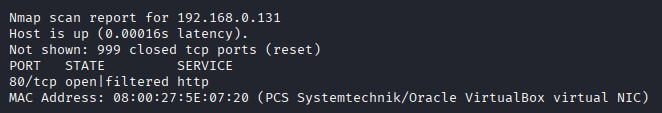 Nmap scan report for 192.168.0.131
Host is up (0.00016s latency).
Not shown: 999 closed tcp ports (reset)
PORT   STATE         SERVICE
80/tcp open|filtered http
MAC Address: 08:00:27:5E:07:20 (PCS Systemtechnik/Oracle VirtualBox virtual NIC)